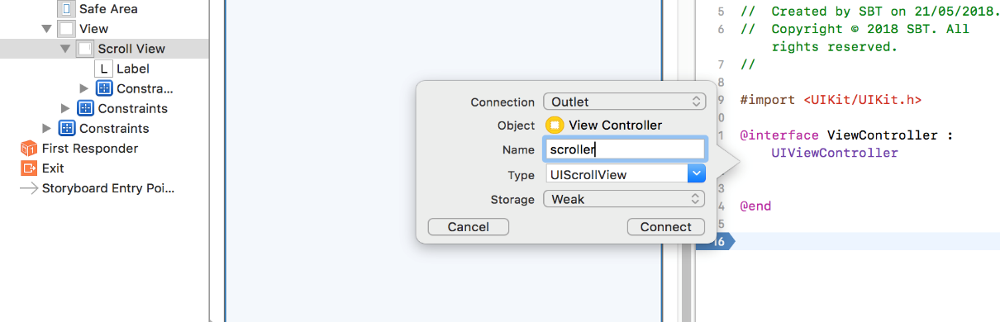 Safe Area
View
Scroll View
L Label
Constra...
Constraints
Constraints
First Responder
Exit
Storyboard Entry Poi...
Connection Outlet
Object View Controller
Name scroller
Type UIScrollView
Storage Weak
Cancel Connect
5 // Created by SBT on 21/05/2018.
6 // Copyright © 2018 SBT. All
rights reserved.
7 //
8
9 #import <UIKit/UIKit.h>
0
1 @interface ViewController :
UIViewController
3
4 @end
5
16